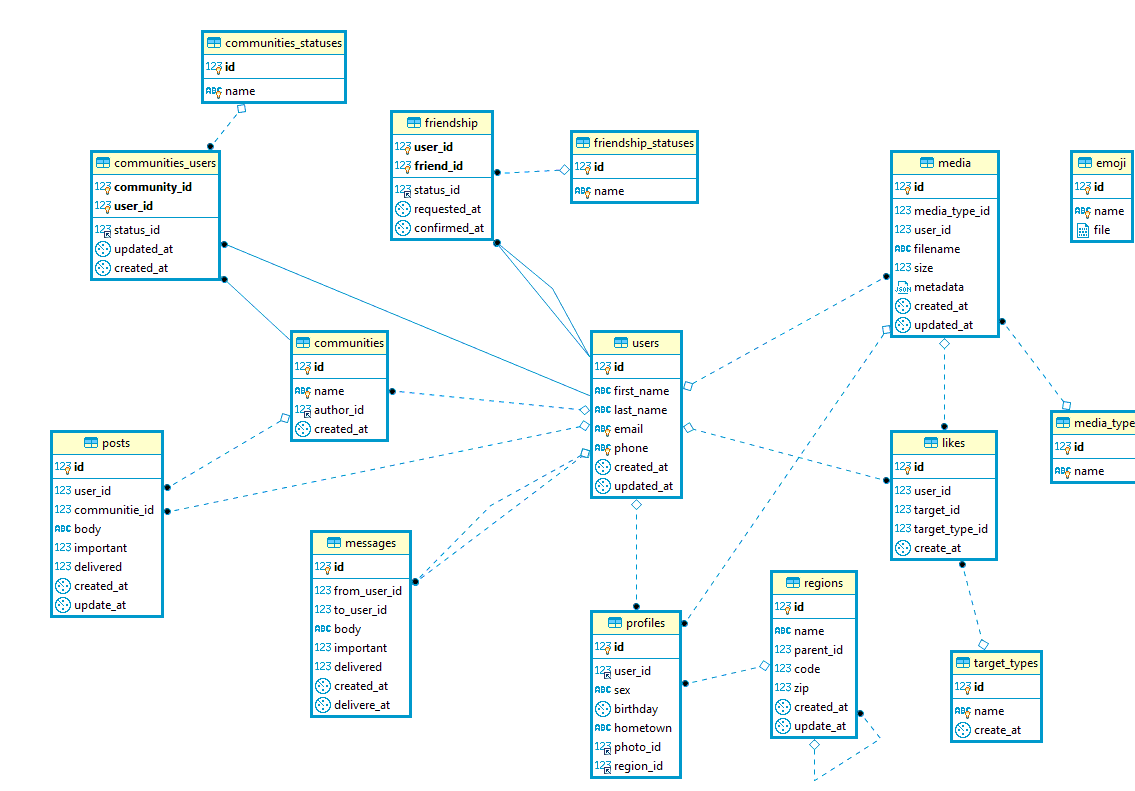 communities_statuses
123 id
ABC name
communities_users
123 community_id
123 user_id
123 status_id
updated_at
created_at
friendship
123 user_id
123 friend_id
123 status_id
requested_at
confirmed_at
friendship_statuses
123 id
ABC name
media
123 id
123 media_type_id
123 user_id
ABC filename
123 size
JSON metadata
created_at
updated_at
emoji
123 id
ABC name
file
communities
123 id
ABC name
123 author_id
created_at
users
123 id
ABC first_name
ABC last_name
ABC email
ABC phone
created_at
updated_at
media_type
123 id
ABC name
posts
123 id
123 user_id
123 communitie_id
ABC body
123 important
123 delivered
created_at
update_at
likes
123 id
123 user_id
123 target_id
123 target_type_id
create_at
messages
123 id
123 from_user_id
123 to_user_id
ABC body
123 important
123 delivered
created_at
delivere_at
profiles
123 id
123 user_id
ABC sex
birthday
ABC hometown
123 photo_id
123 region_id
regions
123 id
ABC name
123 parent_id
123 code
123 zip
created_at
update_at
target_types
123 id
ABC name
create_at